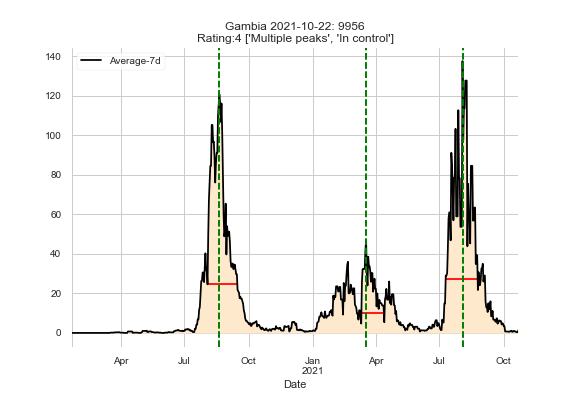 Gambia 2021-10-22: 9956
Rating:4 ['Multiple peaks', 'In control']
Average-7d
140
120
100
80
60
40
20
0
Apr Jul Oct Jan Apr Jul Oct
2021
Date